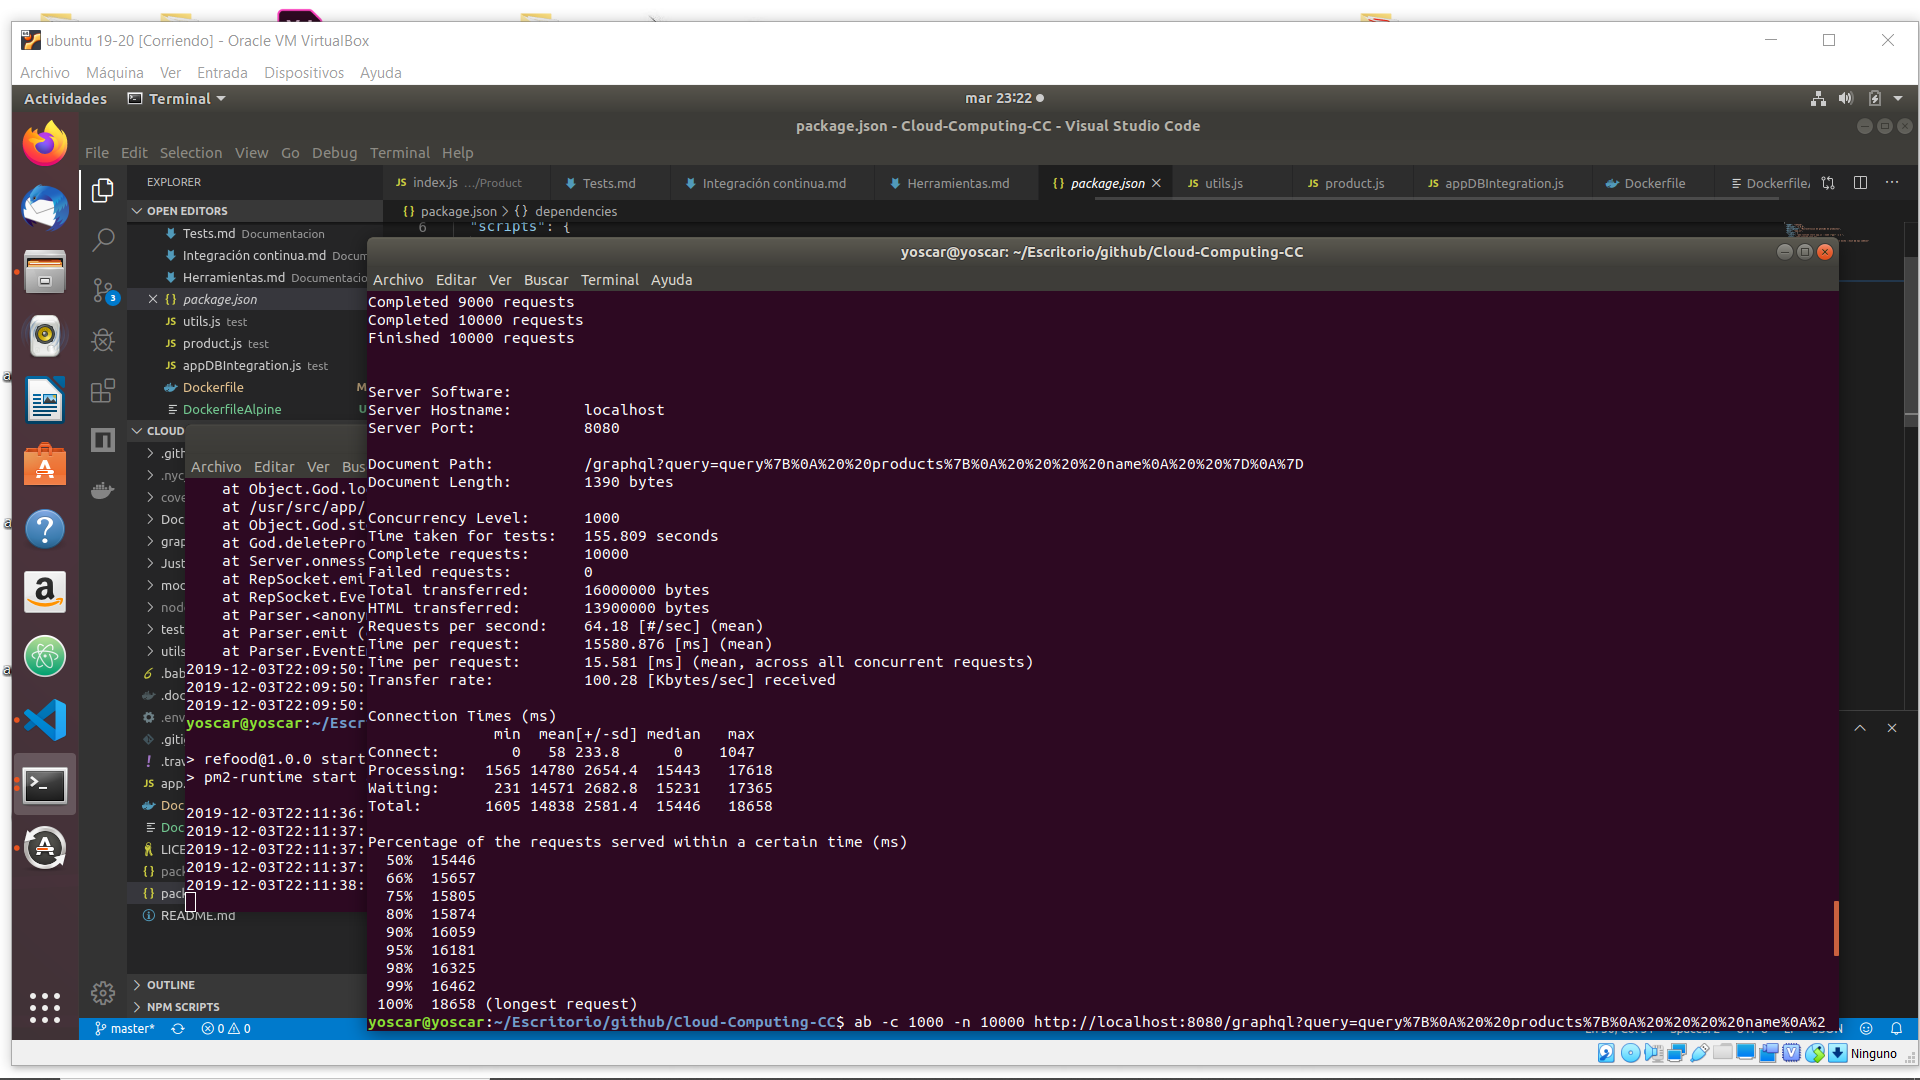 ubuntu 19-20 [Corriendo] - Oracle VM VirtualBox
Archivo Máquina Ver Entrada Dispositivos Ayuda
Actividades Terminal mar 23:22
package.json - Cloud-Computing-CC - Visual Studio Code
File Edit Selection View Go Debug Terminal Help
EXPLORER
JS index.js .../Product Tests.md Integración continua.md Herramientas.md {} package.json JS utils.js JS product.js JS appDBIntegration.js Dockerfile Dockerfile
OPEN EDITORS
{} package.json > {} dependencies
6 "scripts": {
Tests.md Documentacion
Integración continua.md Docum
Herramientas.md Documentacio
{} package.json
JS utils.js test
JS product.js test
JS appDBIntegration.js test
Dockerfile M
DockerfileAlpine U
CLOUD
.gith
.nyc
cove
Doc
grap
Just
moc
nod
test
utils
.bab
.doc
.env
.giti
.trav
JS app.
Doc
Doc
LICE
{} pack
{} pack
README.md
OUTLINE
NPM SCRIPTS
master* 0 0
3
Archivo Editar Ver Bus
at Object.God.lo
at /usr/src/app/
at Object.God.st
at God.deletePro
at Server.onmess
at RepSocket.emi
at RepSocket.Eve
at Parser.<anony
at Parser.emit (
at Parser.EventE
2019-12-03T22:09:50:
2019-12-03T22:09:50:
2019-12-03T22:09:50:
yoscar@yoscar:~/Escr
> refood@1.0.0 start
> pm2-runtime start
2019-12-03T22:11:36:
2019-12-03T22:11:37:
2019-12-03T22:11:37:
2019-12-03T22:11:37:
2019-12-03T22:11:38:
yoscar@yoscar: ~/Escritorio/github/Cloud-Computing-CC
Archivo Editar Ver Buscar Terminal Ayuda
Completed 9000 requests
Completed 10000 requests
Finished 10000 requests
Server Software:
Server Hostname: localhost
Server Port: 8080
Document Path: /graphql?query=query%7B%0A%20%20products%7B%0A%20%20%20%20name%0A%20%20%7D%0A%7D
Document Length: 1390 bytes
Concurrency Level: 1000
Time taken for tests: 155.809 seconds
Complete requests: 10000
Failed requests: 0
Total transferred: 16000000 bytes
HTML transferred: 13900000 bytes
Requests per second: 64.18 [#/sec] (mean)
Time per request: 15580.876 [ms] (mean)
Time per request: 15.581 [ms] (mean, across all concurrent requests)
Transfer rate: 100.28 [Kbytes/sec] received
Connection Times (ms)
min mean[+/-sd] median max
Connect: 0 58 233.8 0 1047
Processing: 1565 14780 2654.4 15443 17618
Waiting: 231 14571 2682.8 15231 17365
Total: 1605 14838 2581.4 15446 18658
Percentage of the requests served within a certain time (ms)
50% 15446
66% 15657
75% 15805
80% 15874
90% 16059
95% 16181
98% 16325
99% 16462
100% 18658 (longest request)
yoscar@yoscar:~/Escritorio/github/Cloud-Computing-CC$ ab -c 1000 -n 10000 http://localhost:8080/graphql?query=query%7B%0A%20%20products%7B%0A%20%20%20%20name%0A%2
Ninguno